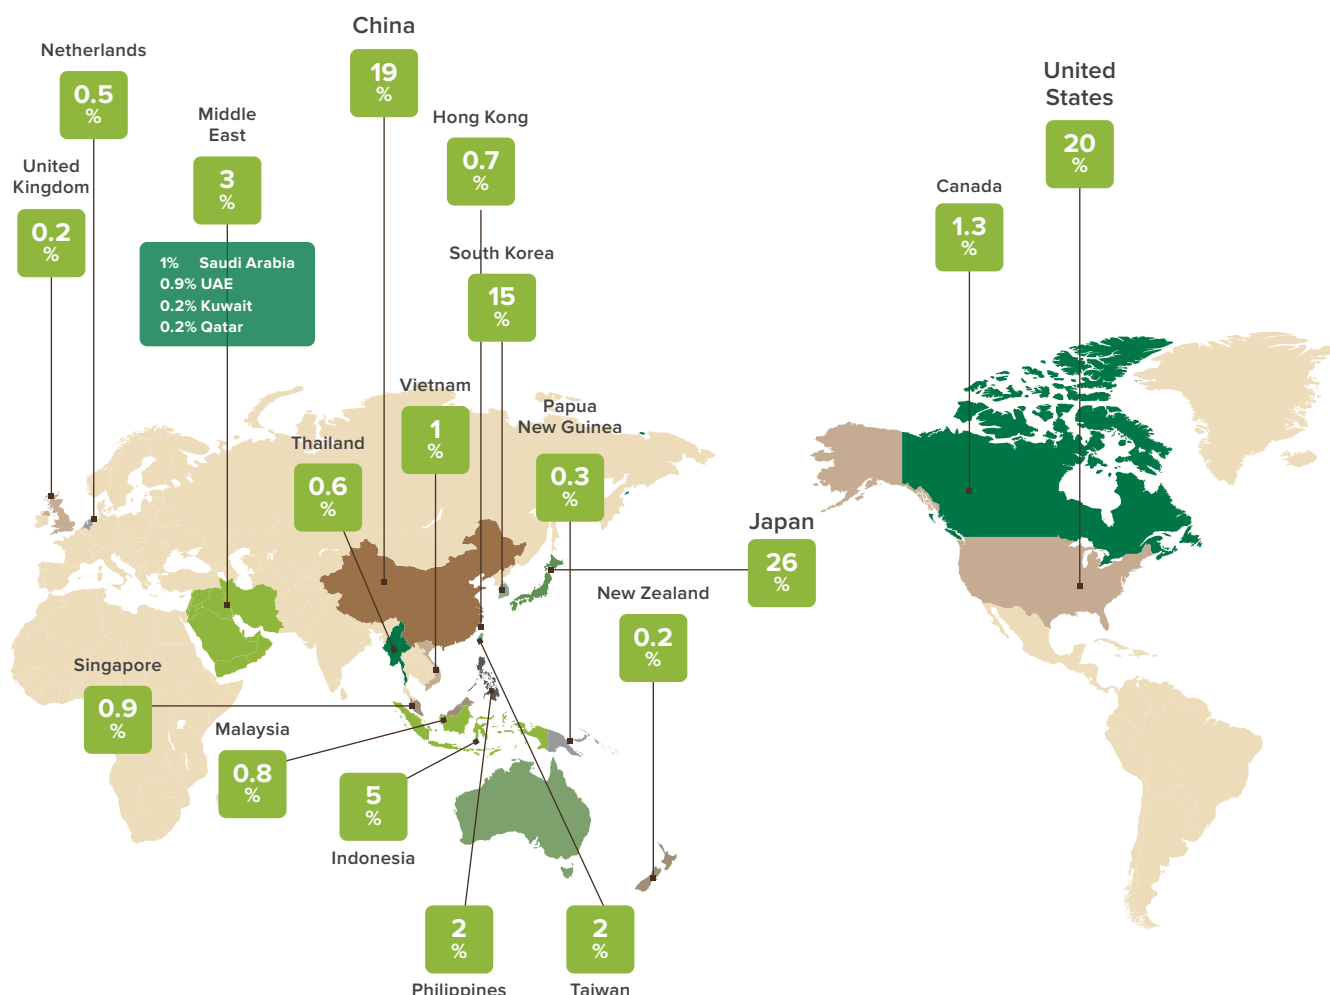 China
19
%
Netherlands
0.5
%
United
States
20
%
Middle
East
3
%
Hong Kong
0.7
%
United
Kingdom
0.2
%
Canada
1.3
%
1% Saudi Arabia
0.9% UAE
0.2% Kuwait
0.2% Qatar
South Korea
15
%
Vietnam
1
%
Papua
New Guinea
0.3
%
Thailand
0.6
%
Japan
26
%
New Zealand
0.2
%
Singapore
0.9
%
Malaysia
0.8
%
5
%
Indonesia
2
%
Philippines
2
%
Taiwan